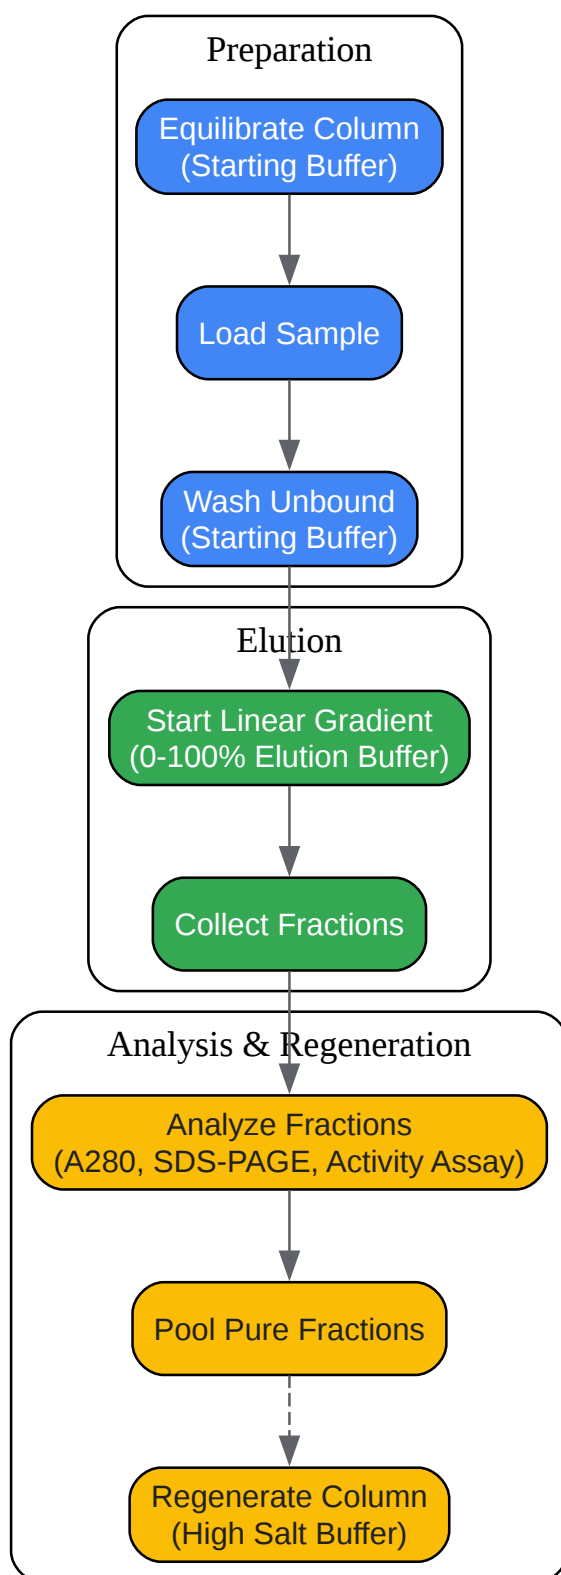 Preparation
Equilibrate Column
(Starting Buffer)
Load Sample
Wash Unbound
(Starting Buffer)
Elution
Start Linear Gradient
(0-100% Elution Buffer)
Collect Fractions
Analysis & Regeneration
Analyze Fractions
(A280, SDS-PAGE, Activity Assay)
Pool Pure Fractions
Regenerate Column
(High Salt Buffer)